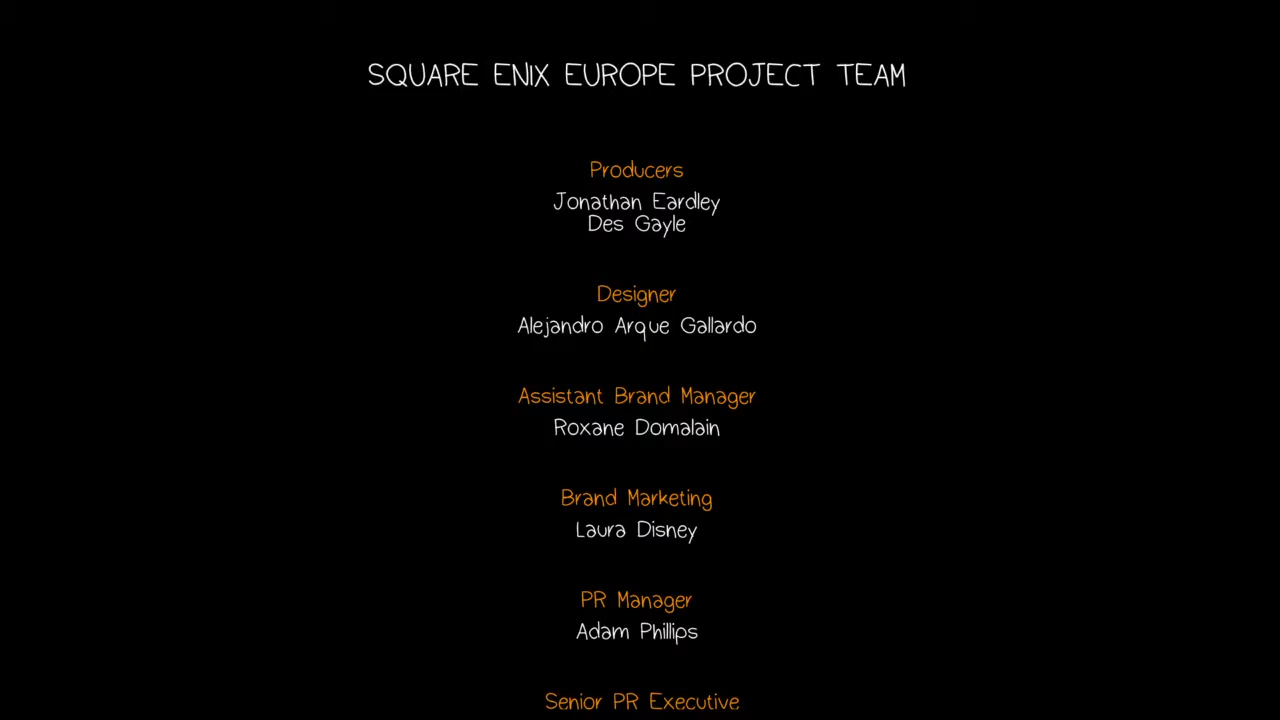 SQUARE ENIX EUROPE PROJECT TEAM
Producers
Jonathan Eardley
Des Gayle
Designer
Alejandro Arque Gallardo
Assistant Brand Manager
Roxane Domalain
Brand Marketing
Laura Disney
PR Manager
Adam Phillips
Senior PR Executive